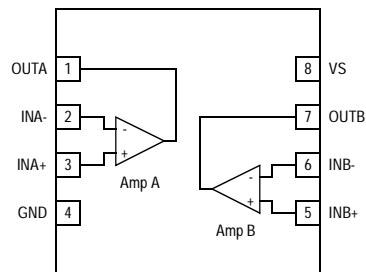 OUTA 1 8 VS
INA- 2 7 OUTB
- +
INA+ 3 6 INB-
Amp A
- +
GND 4 5 INB+
Amp B